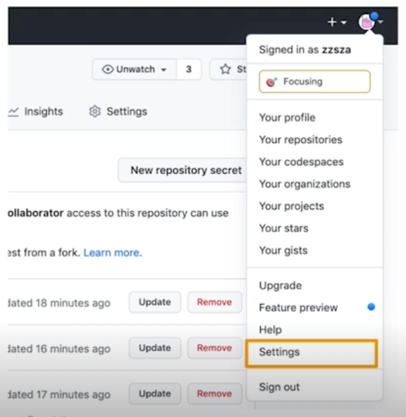 Signed in as zzsza
Focusing
Unwatch 3 St
Insights Settings
New repository secret
ollaborator access to this repository can use
est from a fork. Learn more.
dated 18 minutes ago Update Remove
dated 16 minutes ago Update Remove
dated 17 minutes ago Update Remove
Your profile
Your repositories
Your codespaces
Your organizations
Your projects
Your stars
Your gists
Upgrade
Feature preview
Help
Settings
Sign out